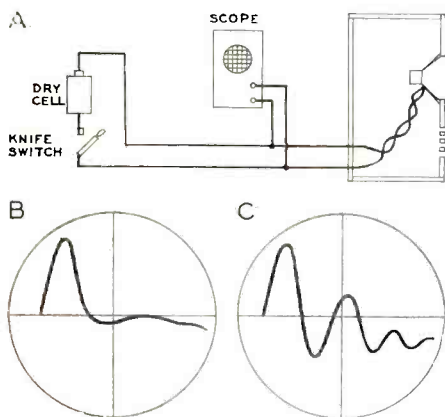 A.
SCOPE
DRY
CELL
KNIFE
SWITCH
B
C